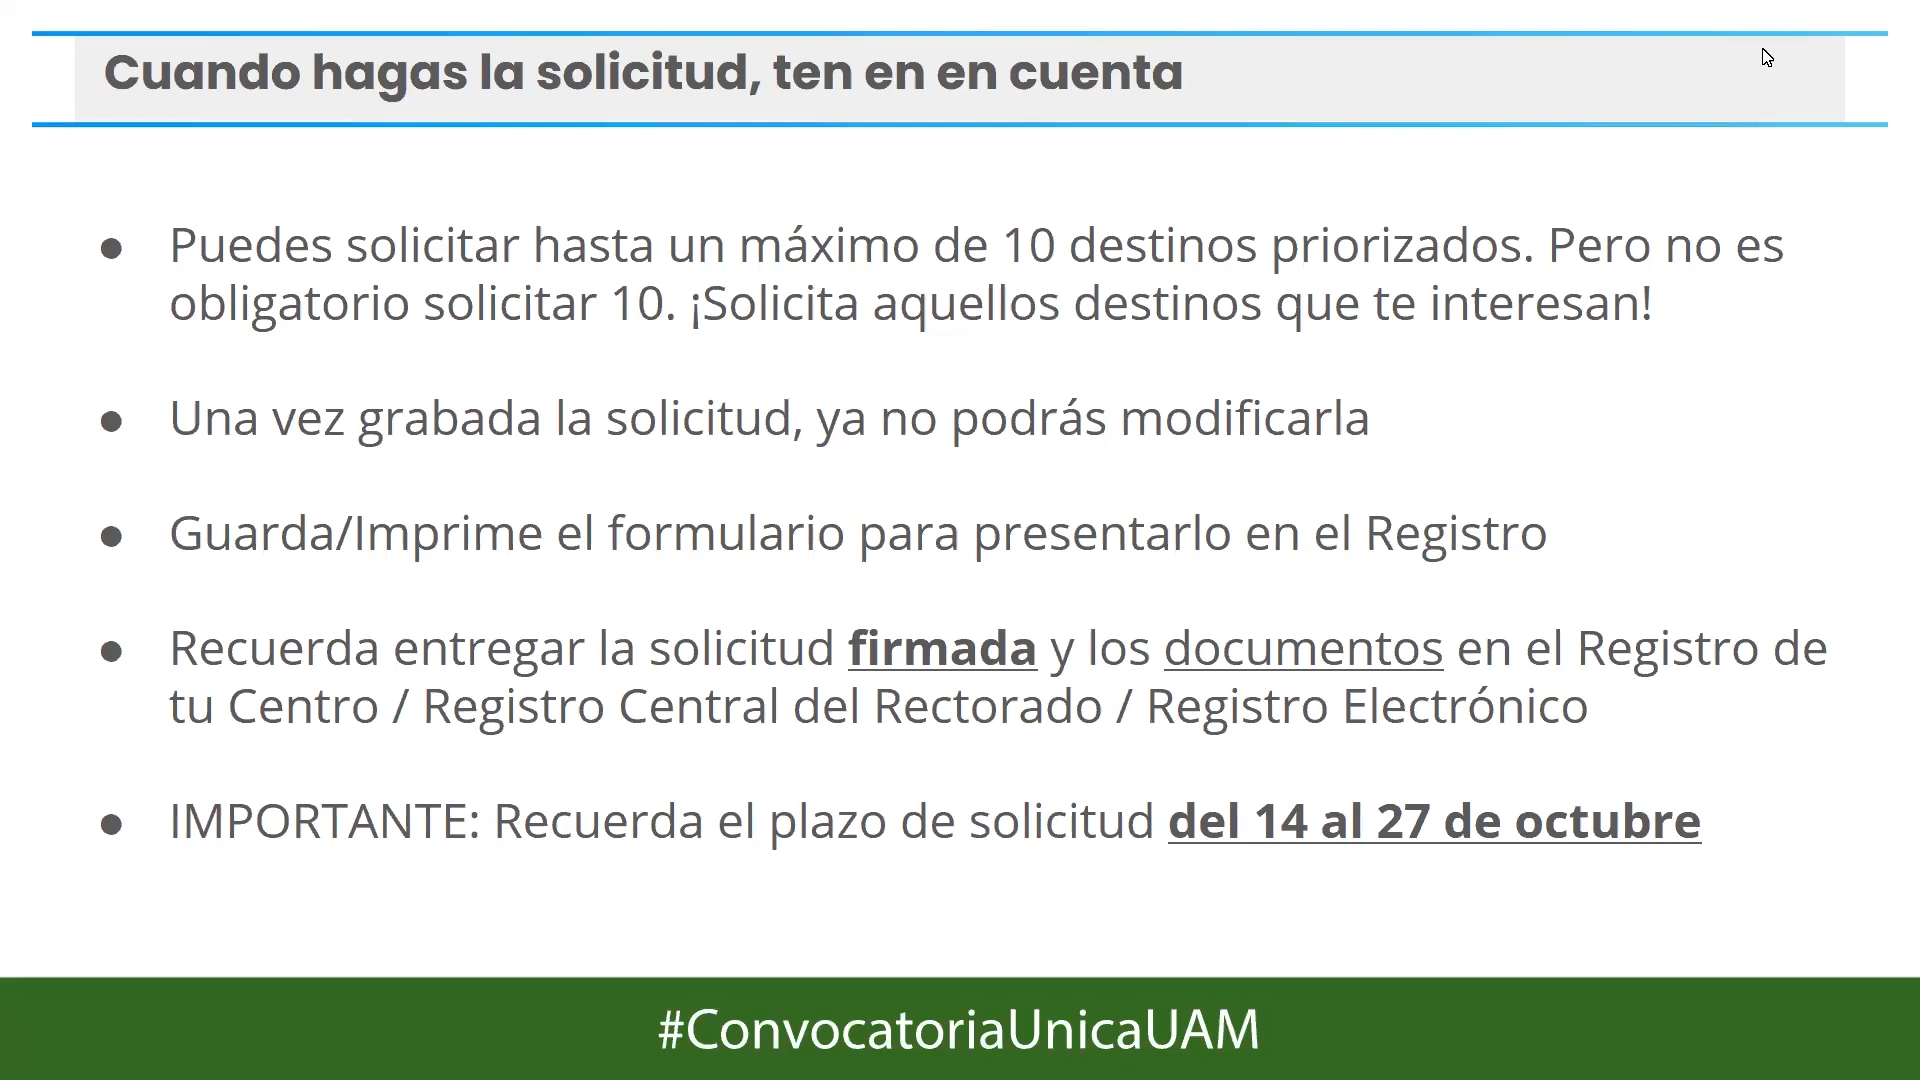 Cuando hagas la solicitud, ten en en cuenta
● Puedes solicitar hasta un máximo de 10 destinos priorizados. Pero no es
obligatorio solicitar 10. ¡Solicita aquellos destinos que te interesan!
● Una vez grabada la solicitud, ya no podrás modificarla
● Guarda/Imprime el formulario para presentarlo en el Registro
● Recuerda entregar la solicitud firmada y los documentos en el Registro de
tu Centro / Registro Central del Rectorado / Registro Electrónico
● IMPORTANTE: Recuerda el plazo de solicitud del 14 al 27 de octubre
#ConvocatoriaUnicaUAM